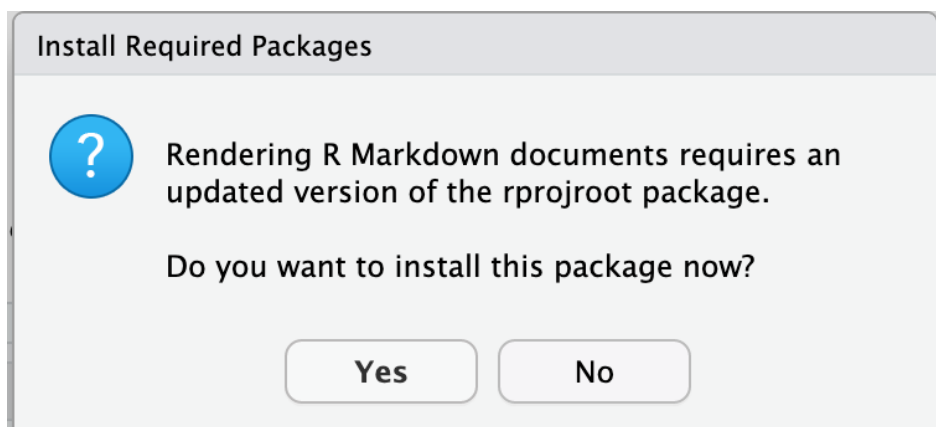 Install Required Packages
?
Rendering R Markdown documents requires an
updated version of the rprojroot package.
Do you want to install this package now?
Yes
No